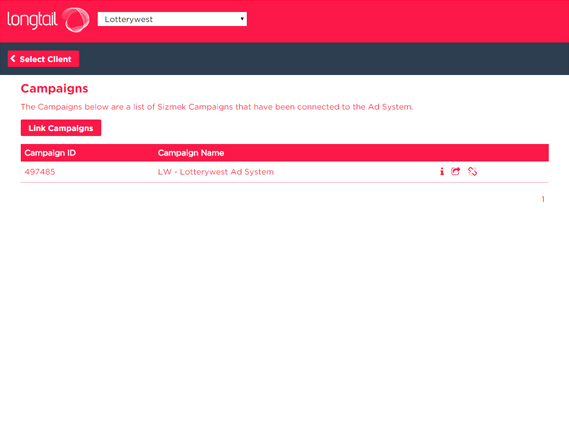 longtail
Lotterywest
Select Client
Campaigns
The Campaigns below are a list of Sizmek Campaigns that have been connected to the Ad System.
Link Campaigns
Campaign ID Campaign Name
497485 LW - Lotterywest Ad System
1